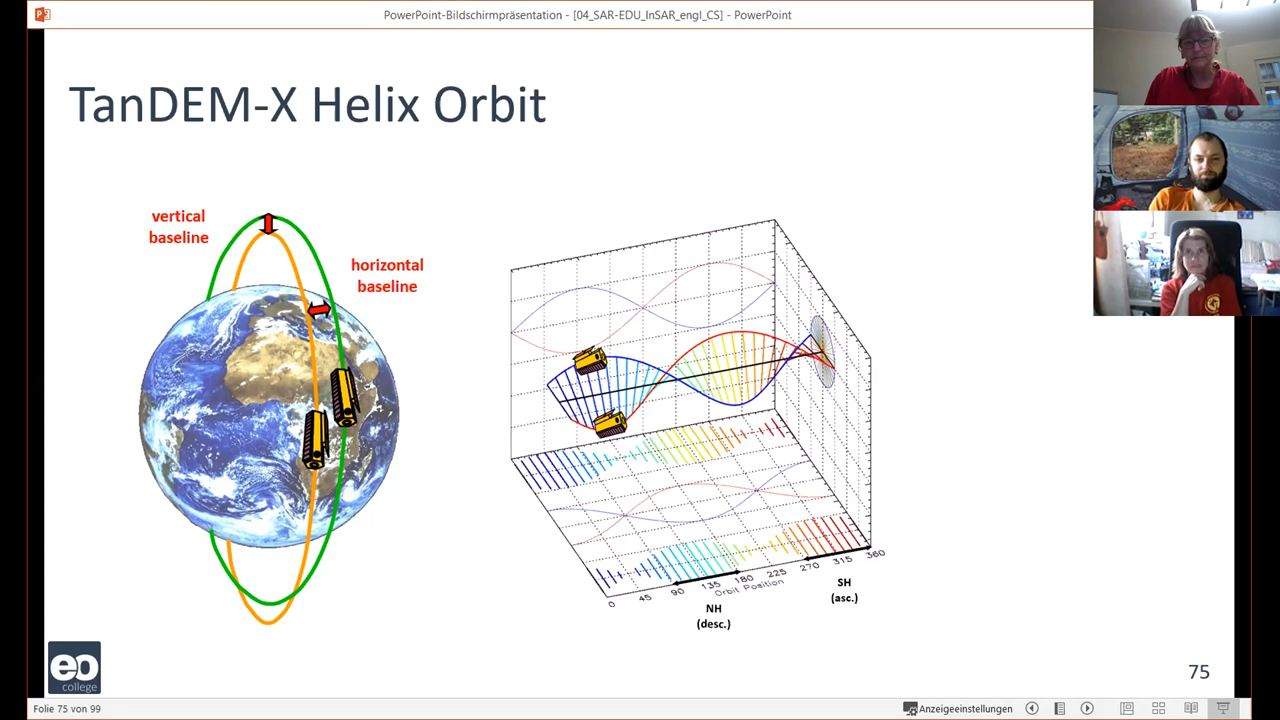 PowerPoint-Bildschirmpräsentation - [04_SAR-EDU_InSAR_engl_CS] - PowerPoint
TanDEM-X Helix Orbit
vertical
baseline
horizontal
baseline
0 45 90 135 180 225 270 315 360
Orbit Position
NH
(desc.)
SH
(asc.)
eo
college
75
Folie 75 von 99
Anzeigeeinstellungen